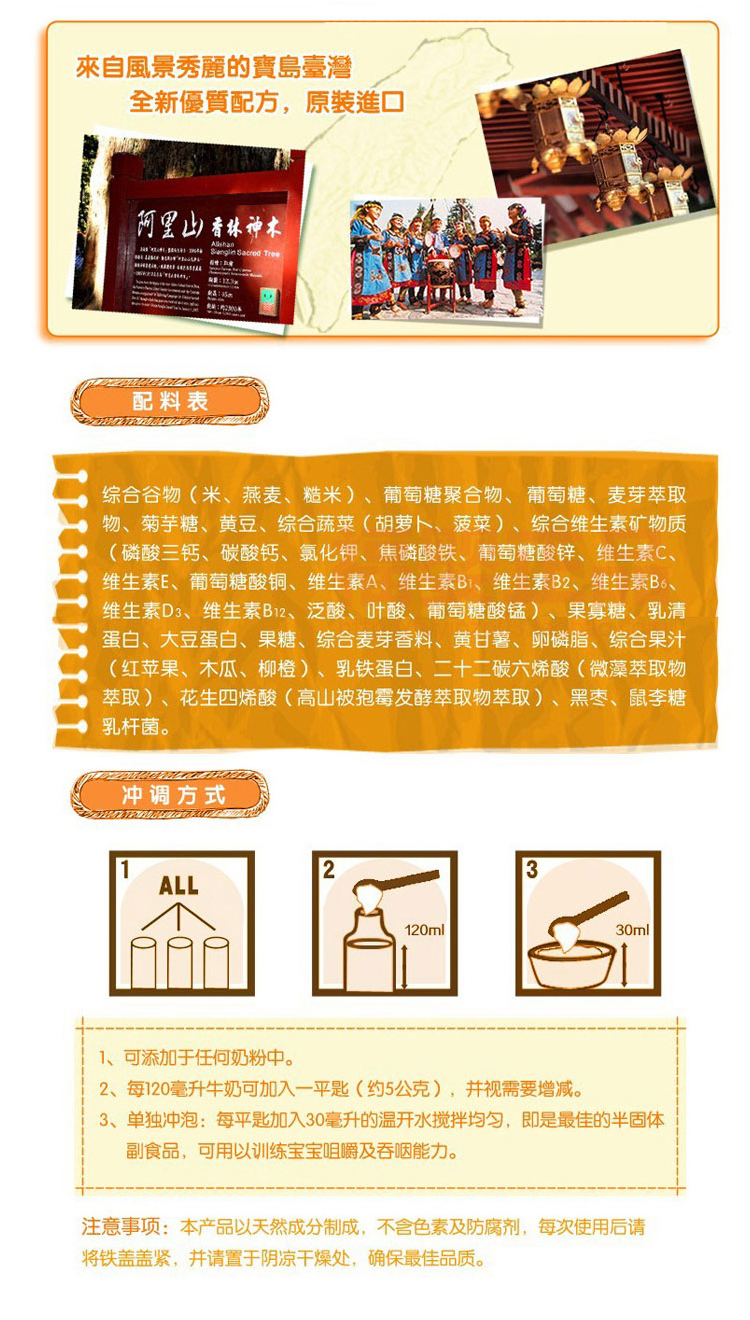 來自風景秀麗的寶島臺灣
全新優質配方，原裝進口
阿里山 香林神木
Alishan
Sianglin Sacred Tree
配料表
综合谷物（米、燕麦、糙米）、葡萄糖聚合物、葡萄糖、麦芽萃取
物、菊芋糖、黄豆、综合蔬菜（胡萝卜、菠菜）、综合维生素矿物质
（磷酸三钙、碳酸钙、氯化钾、焦磷酸铁、葡萄糖酸锌、维生素C、
维生素E、葡萄糖酸铜、维生素A、维生素B1、维生素B2、维生素B6、
维生素D3、维生素B12、泛酸、叶酸、葡萄糖酸锰）、果寡糖、乳清
蛋白、大豆蛋白、果糖、综合麦芽香料、黄甘薯、卵磷脂、综合果汁
（红苹果、木瓜、柳橙）、乳铁蛋白、二十二碳六烯酸（微藻萃取物
萃取）、花生四烯酸（高山被孢霉发酵萃取物萃取）、黑枣、鼠李糖
乳杆菌。
冲调方式
1
ALL
2
120ml
3
30ml
1、可添加于任何奶粉中。
2、每120毫升牛奶可加入一平匙（约5公克），并视需要增减。
3、单独冲泡：每平匙加入30毫升的温开水搅拌均匀，即是最佳的半固体
副食品，可用以训练宝宝咀嚼及吞咽能力。
注意事项：本产品以天然成分制成，不含色素及防腐剂，每次使用后请
将铁盖盖紧，并请置于阴凉干燥处，确保最佳品质。